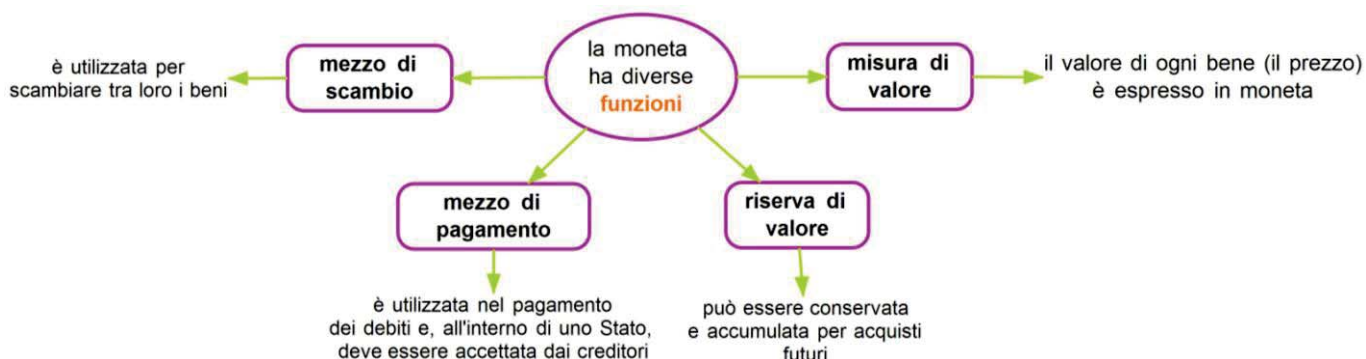 la moneta
ha diverse
funzioni
mezzo di
scambio
è utilizzata per
scambiare tra loro i beni
misura di
valore
il valore di ogni bene (il prezzo)
è espresso in moneta
mezzo di
pagamento
è utilizzata nel pagamento
dei debiti e, all'interno di uno Stato,
deve essere accettata dai creditori
riserva di
valore
può essere conservata
e accumulata per acquisti
futuri